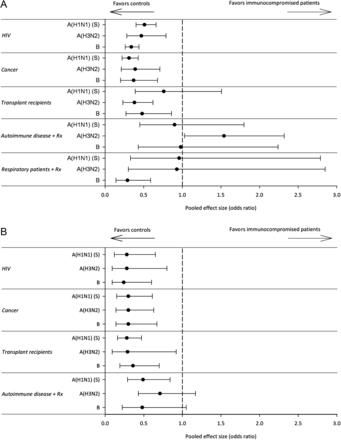 A
Favors controls
Favors immunocompromised patients
A(H1N1) (S)
HIV
A(H3N2)
B
A(H1N1) (S)
Cancer
A(H3N2)
B
A(H1N1) (S)
Transplant recipients
A(H3N2)
B
A(H1N1) (S)
Autoimmune disease + Rx
A(H3N2)
B
A(H1N1) (S)
Respiratory patients + Rx
A(H3N2)
B
0.0 0.5 1.0 1.5 2.0 2.5 3.0
Pooled effect size (odds ratio)
B
Favors controls
Favors immunocompromised patients
A(H1N1) (S)
HIV
A(H3N2)
B
A(H1N1) (S)
Cancer
A(H3N2)
B
A(H1N1) (S)
Transplant recipients
A(H3N2)
B
A(H1N1) (S)
Autoimmune disease + Rx
A(H3N2)
B
0.0 0.5 1.0 1.5 2.0 2.5 3.0
Pooled effect size (odds ratio)